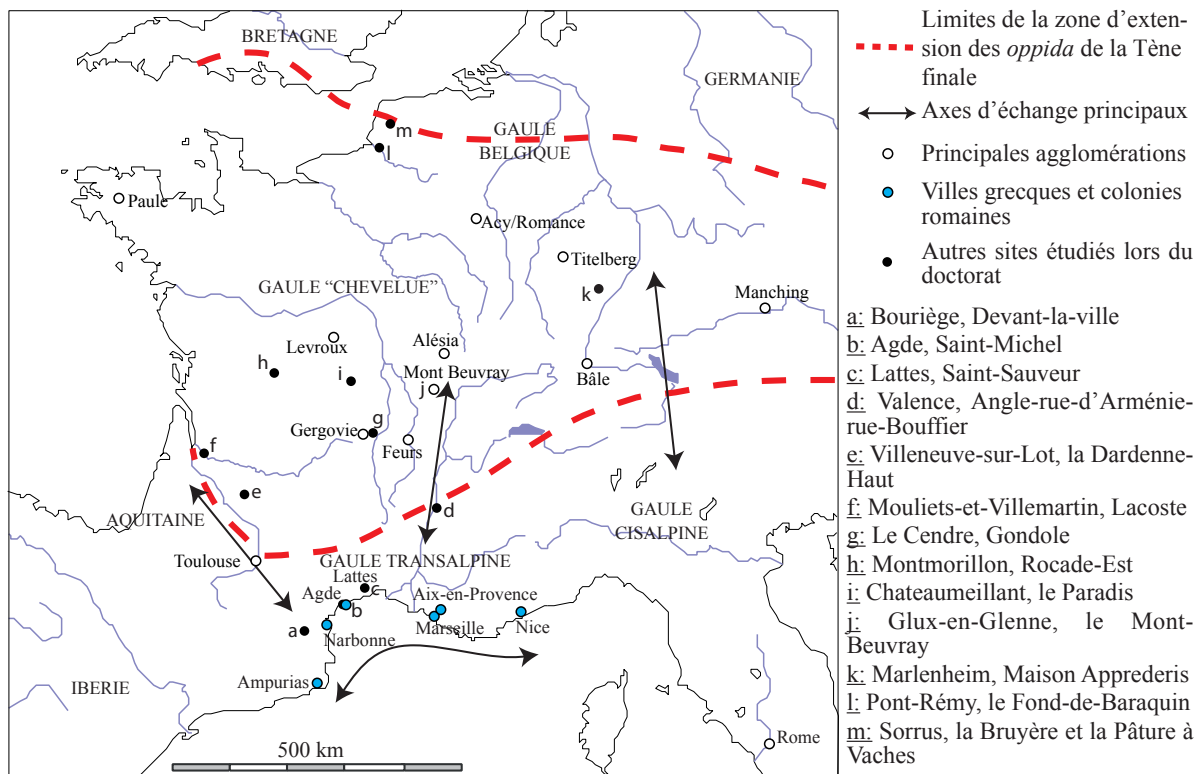 BRETAGNE
GERMANIE
GAULE
BELGIQUE
m
l
Paule
Acy/Romance
Titelberg
k
GAULE “CHEVELUE”
Manching
Levroux
Alésia
Mont Beuvray
h
i
j
Bâle
Gergovie
g
Feurs
f
e
d
AQUITAINE
GAULE
CISALPINE
Toulouse
GAULE TRANSALPINE
Lattes
c
Agde
b
Aix-en-Provence
a
Narbonne
Marseille
Nice
IBERIE
Ampurias
Rome
500 km
Limites de la zone d’exten-
sion des oppida de la Tène
finale
Axes d’échange principaux
Principales agglomérations
Villes grecques et colonies
romaines
Autres sites étudiés lors du
doctorat
a: Bouriège, Devant-la-ville
b: Agde, Saint-Michel
c: Lattes, Saint-Sauveur
d: Valence, Angle-rue-d’Arménie-
rue-Bouffier
e: Villeneuve-sur-Lot, la Dardenne-
Haut
f: Mouliets-et-Villemartin, Lacoste
g: Le Cendre, Gondole
h: Montmorillon, Rocade-Est
i: Chateaumeillant, le Paradis
j: Glux-en-Glenne, le Mont-
Beuvray
k: Marlenheim, Maison Apprederis
l: Pont-Rémy, le Fond-de-Baraquin
m: Sorrus, la Bruyère et la Pâture à
Vaches